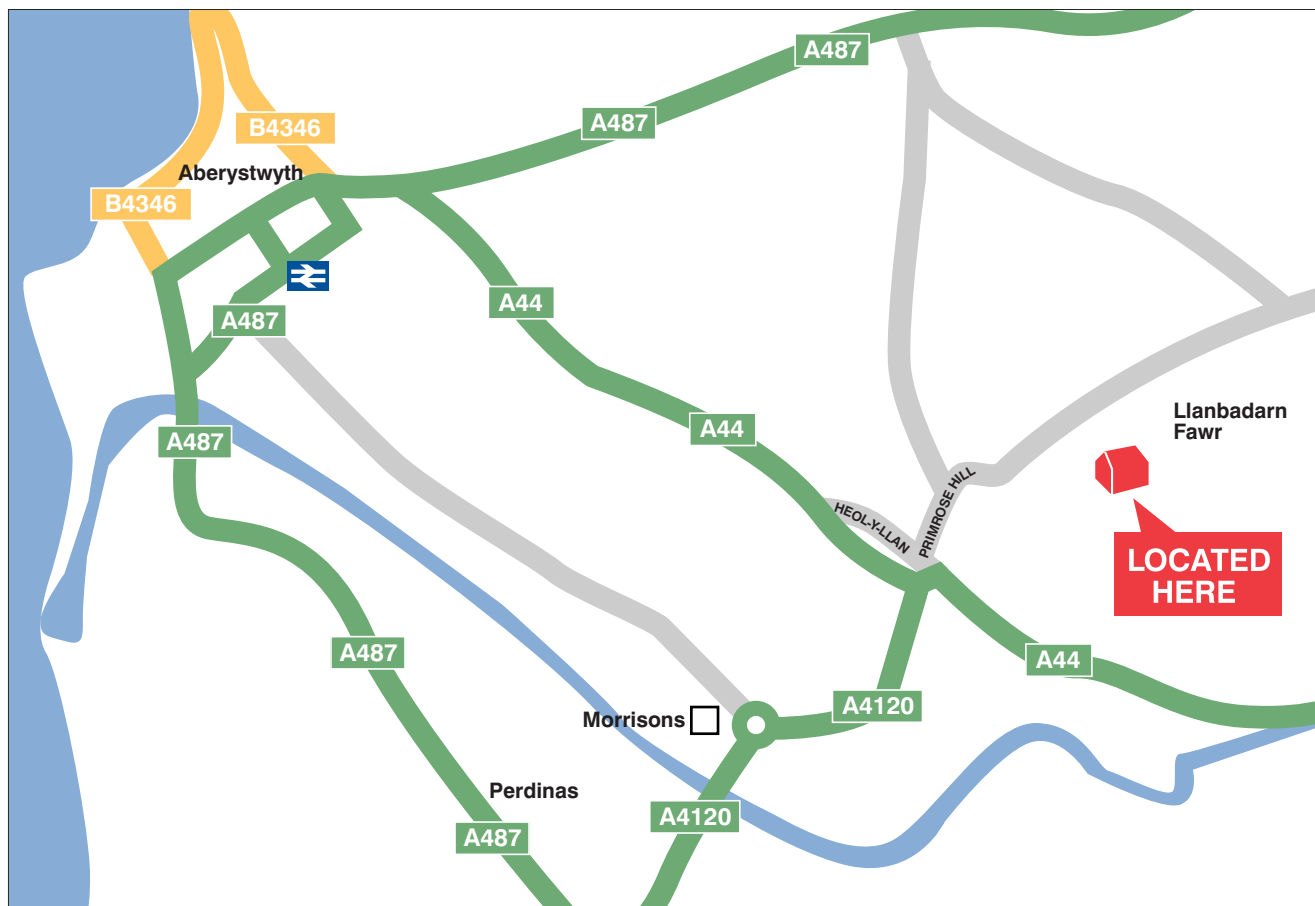 A487
A487
B4346
Aberystwyth
B4346
A44
A487
Llanbadarn
Fawr
A44
A487
PRIMROSE HILL
HEOL-Y-LLAN
LOCATED
HERE
A487
A44
A4120
Morrisons
Perdinas
A4120
A487